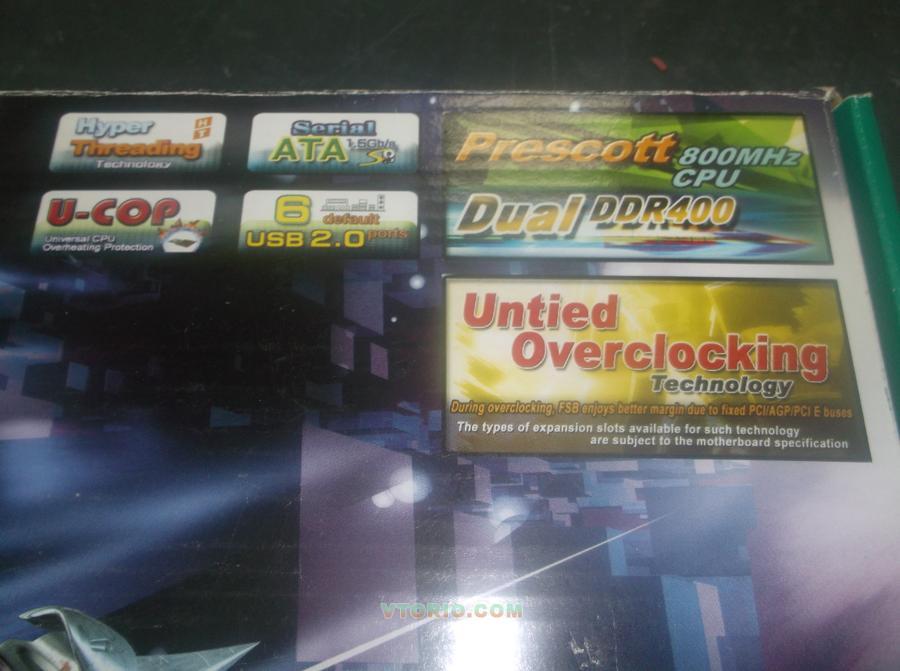 Hyper HT
Threading
Technology
Serial
ATA 1.5Gb/s
U-COP
Universal CPU
Overheating Protection
6 default
USB 2.0 ports
Prescott 800MHz
CPU
Dual DDR400
Untied
Overclocking
Technology
During overclocking, FSB enjoys better margin due to fixed PCI/AGP/PCI E buses
The types of expansion slots available for such technology
are subject to the motherboard specification
VTORIO.COM